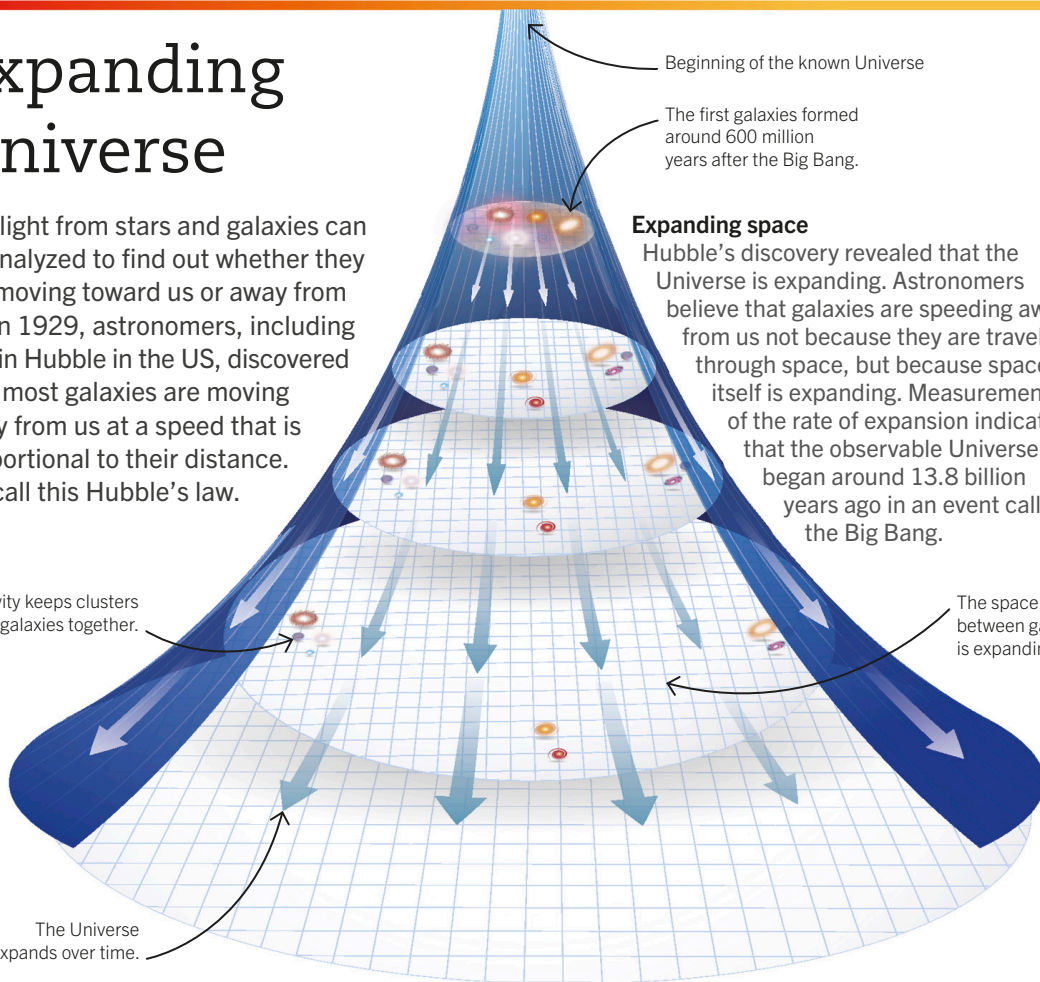 xpanding
niverse
light from stars and galaxies can
nalyzed to find out whether they
moving toward us or away from
n 1929, astronomers, including
in Hubble in the US, discovered
most galaxies are moving
y from us at a speed that is
portional to their distance.
call this Hubble's law.
Beginning of the known Universe
The first galaxies formed
around 600 million
years after the Big Bang.
Expanding space
Hubble's discovery revealed that the
Universe is expanding. Astronomers
believe that galaxies are speeding aw
from us not because they are travel
through space, but because space
itself is expanding. Measuremen
of the rate of expansion indicat
that the observable Universe
began around 13.8 billion
years ago in an event call
the Big Bang.
vity keeps clusters
galaxies together.
The space
between ga
is expandin
The Universe
xpands over time.